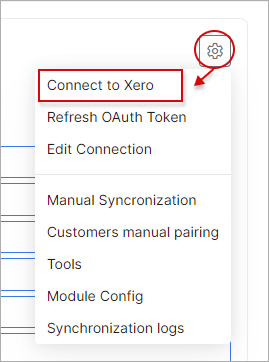 Connect to Xero
Refresh OAuth Token
Edit Connection
Manual Syncronization
Customers manual pairing
Tools
Module Config
Synchronization logs